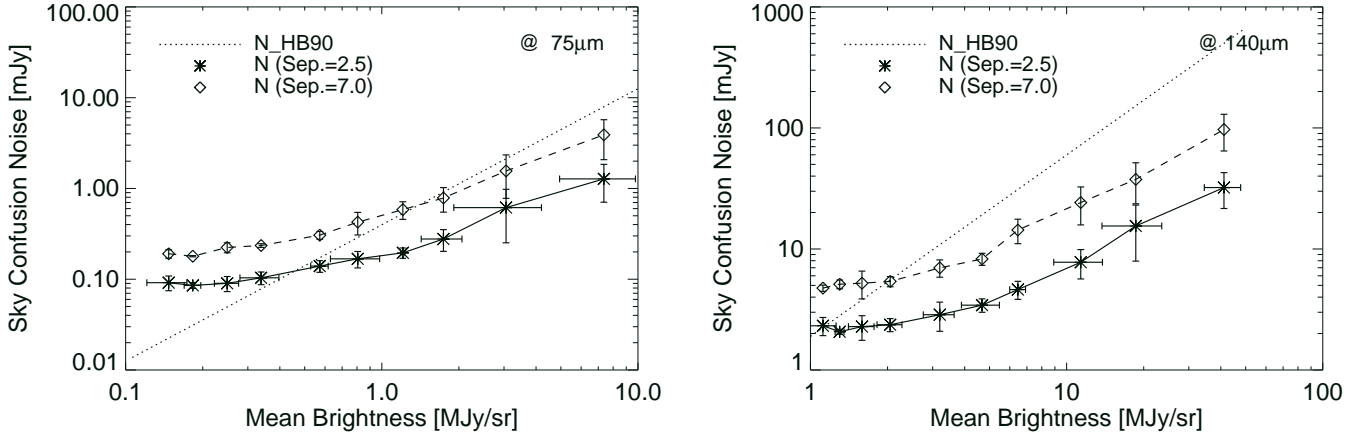 100.00
10.00
1.00
0.10
0.01
Sky Confusion Noise [mJy]
N_HB90
N (Sep.=2.5)
N (Sep.=7.0)
@ 75μm
0.1
1.0
10.0
Mean Brightness [MJy/sr]
1000
100
10
1
Sky Confusion Noise [mJy]
N_HB90
N (Sep.=2.5)
N (Sep.=7.0)
@ 140μm
1
10
100
Mean Brightness [MJy/sr]